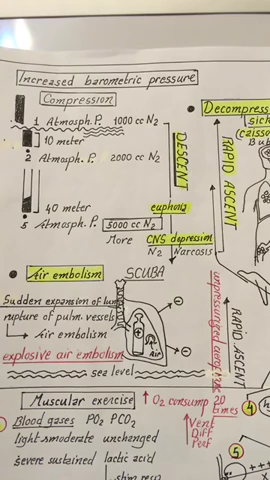 Increased barometric pressure
Compression
1 Atmosph. P. 1000 cc N2
10 meter
2 Atmosph. P. 2000 cc N2
40 meter
5 Atmosph. P. 5000 cc N2
More
DESCENT
euphoria
CNS depression
N2 Narcosis
Decompress
sick
(caisso
Bub
RAPID ASCENT
Air embolism
SCUBA
Sudden expansion of lung
rupture of pulm. vessels
Air embolism
explosive air embolism
Air
sea level
RAPID ASCENT
Muscular exercise
O2 consump 20 times
Blood gases PO2 PCO2
light & moderate unchanged
severe sustained lactic acid
Vent
Diff
Perf
4
5